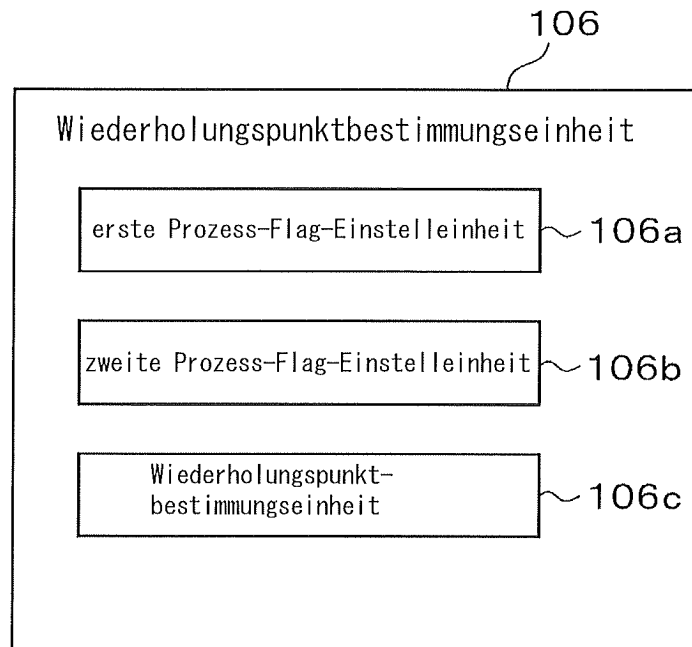 106
Wiederholungspunktbestimmungseinheit
erste Prozess-Flag-Einstelleinheit
106a
zweite Prozess-Flag-Einstelleinheit
106b
Wiederholungspunkt-
bestimmungseinheit
106c